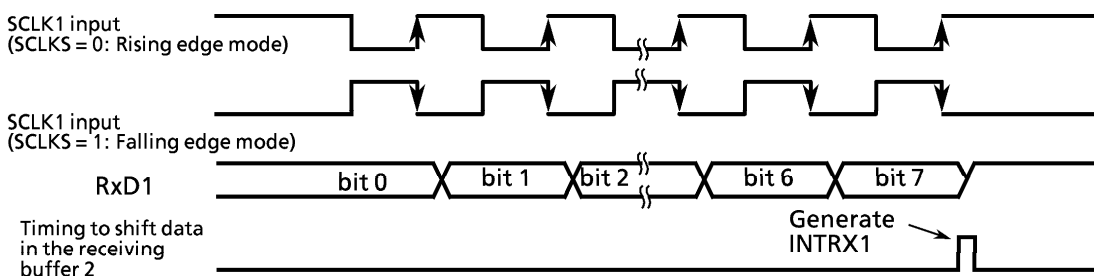 SCLK1 input
(SCLKS = 0: Rising edge mode)
SCLK1 input
(SCLKS = 1: Falling edge mode)
RxD1
bit 0
bit 1
bit 2
bit 6
bit 7
Timing to shift data
in the receiving
buffer 2
Generate
INTRX1